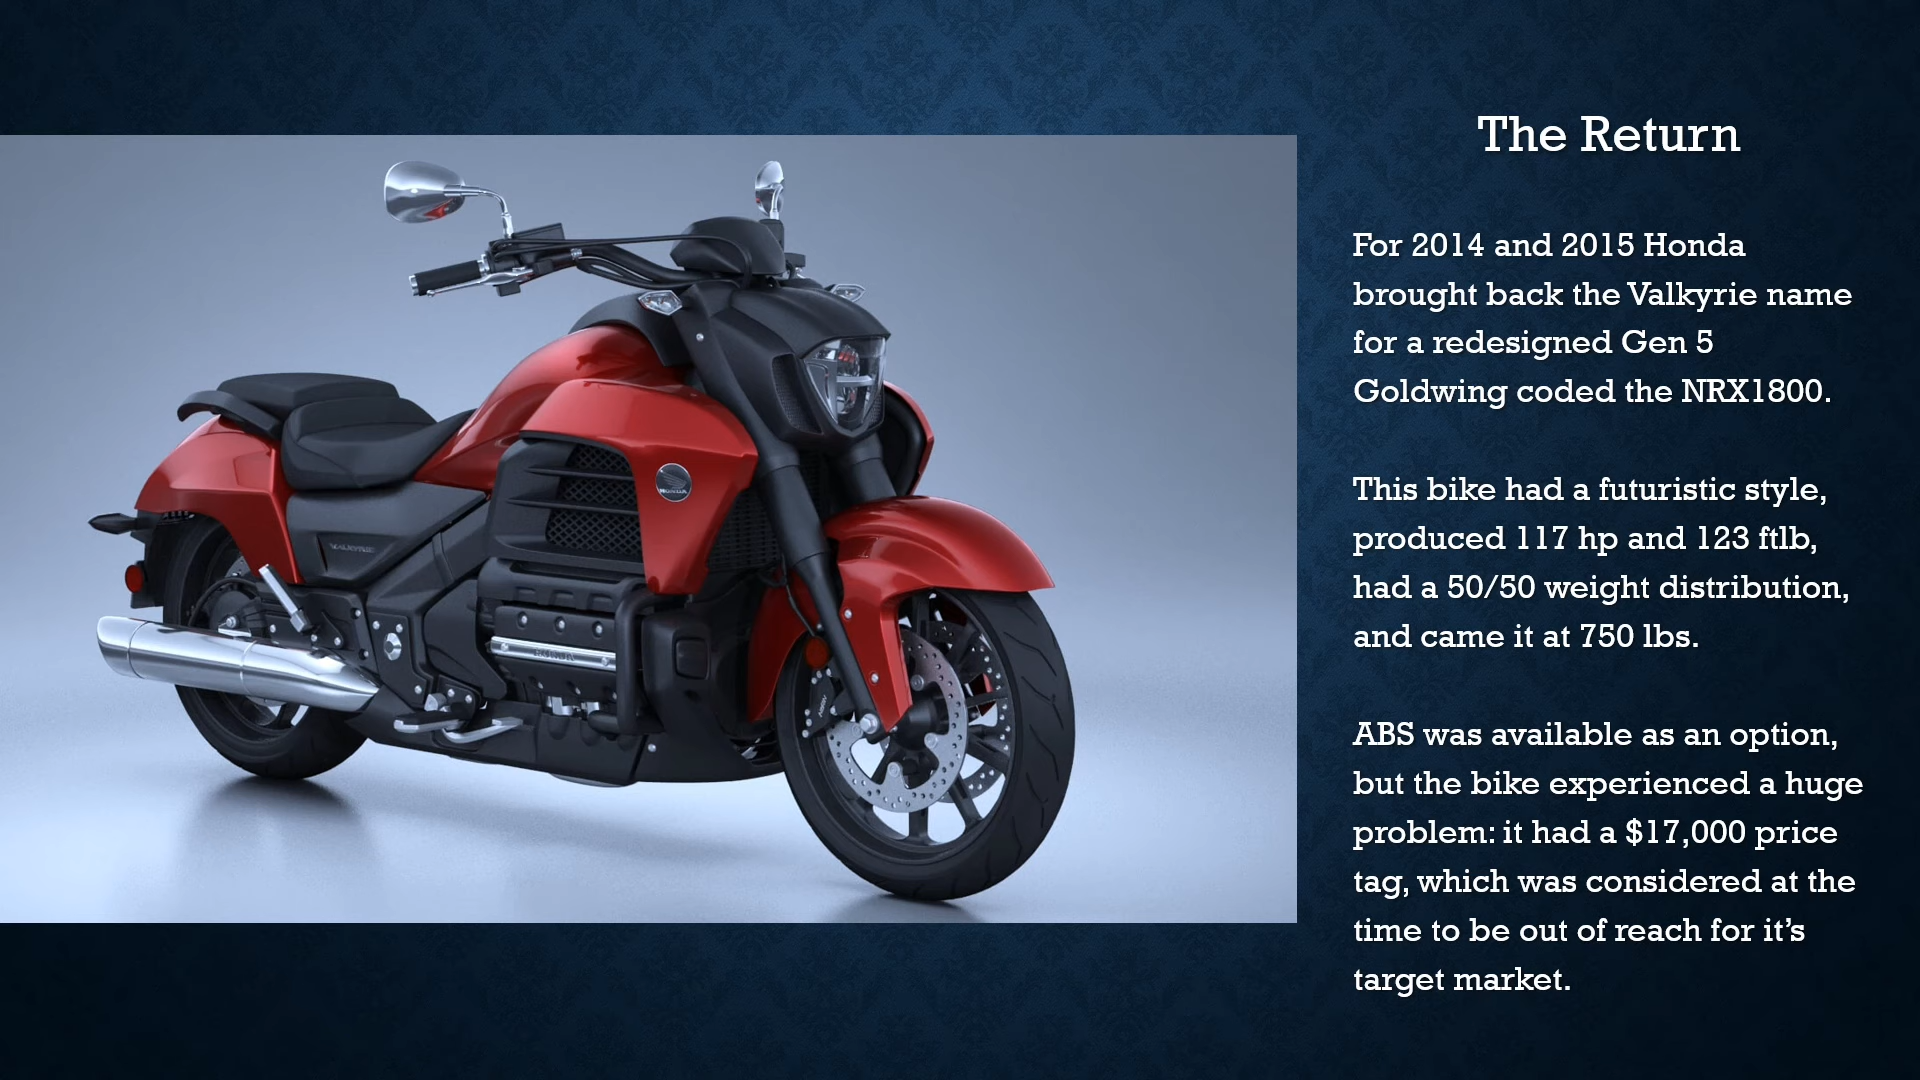 The Return
For 2014 and 2015 Honda
brought back the Valkyrie name
for a redesigned Gen 5
Goldwing coded the NRX1800.
This bike had a futuristic style,
produced 117 hp and 123 ftlb,
had a 50/50 weight distribution,
and came it at 750 lbs.
ABS was available as an option,
but the bike experienced a huge
problem: it had a $17,000 price
tag, which was considered at the
time to be out of reach for it’s
target market.
HONDA
VALKYRIE
HONDA